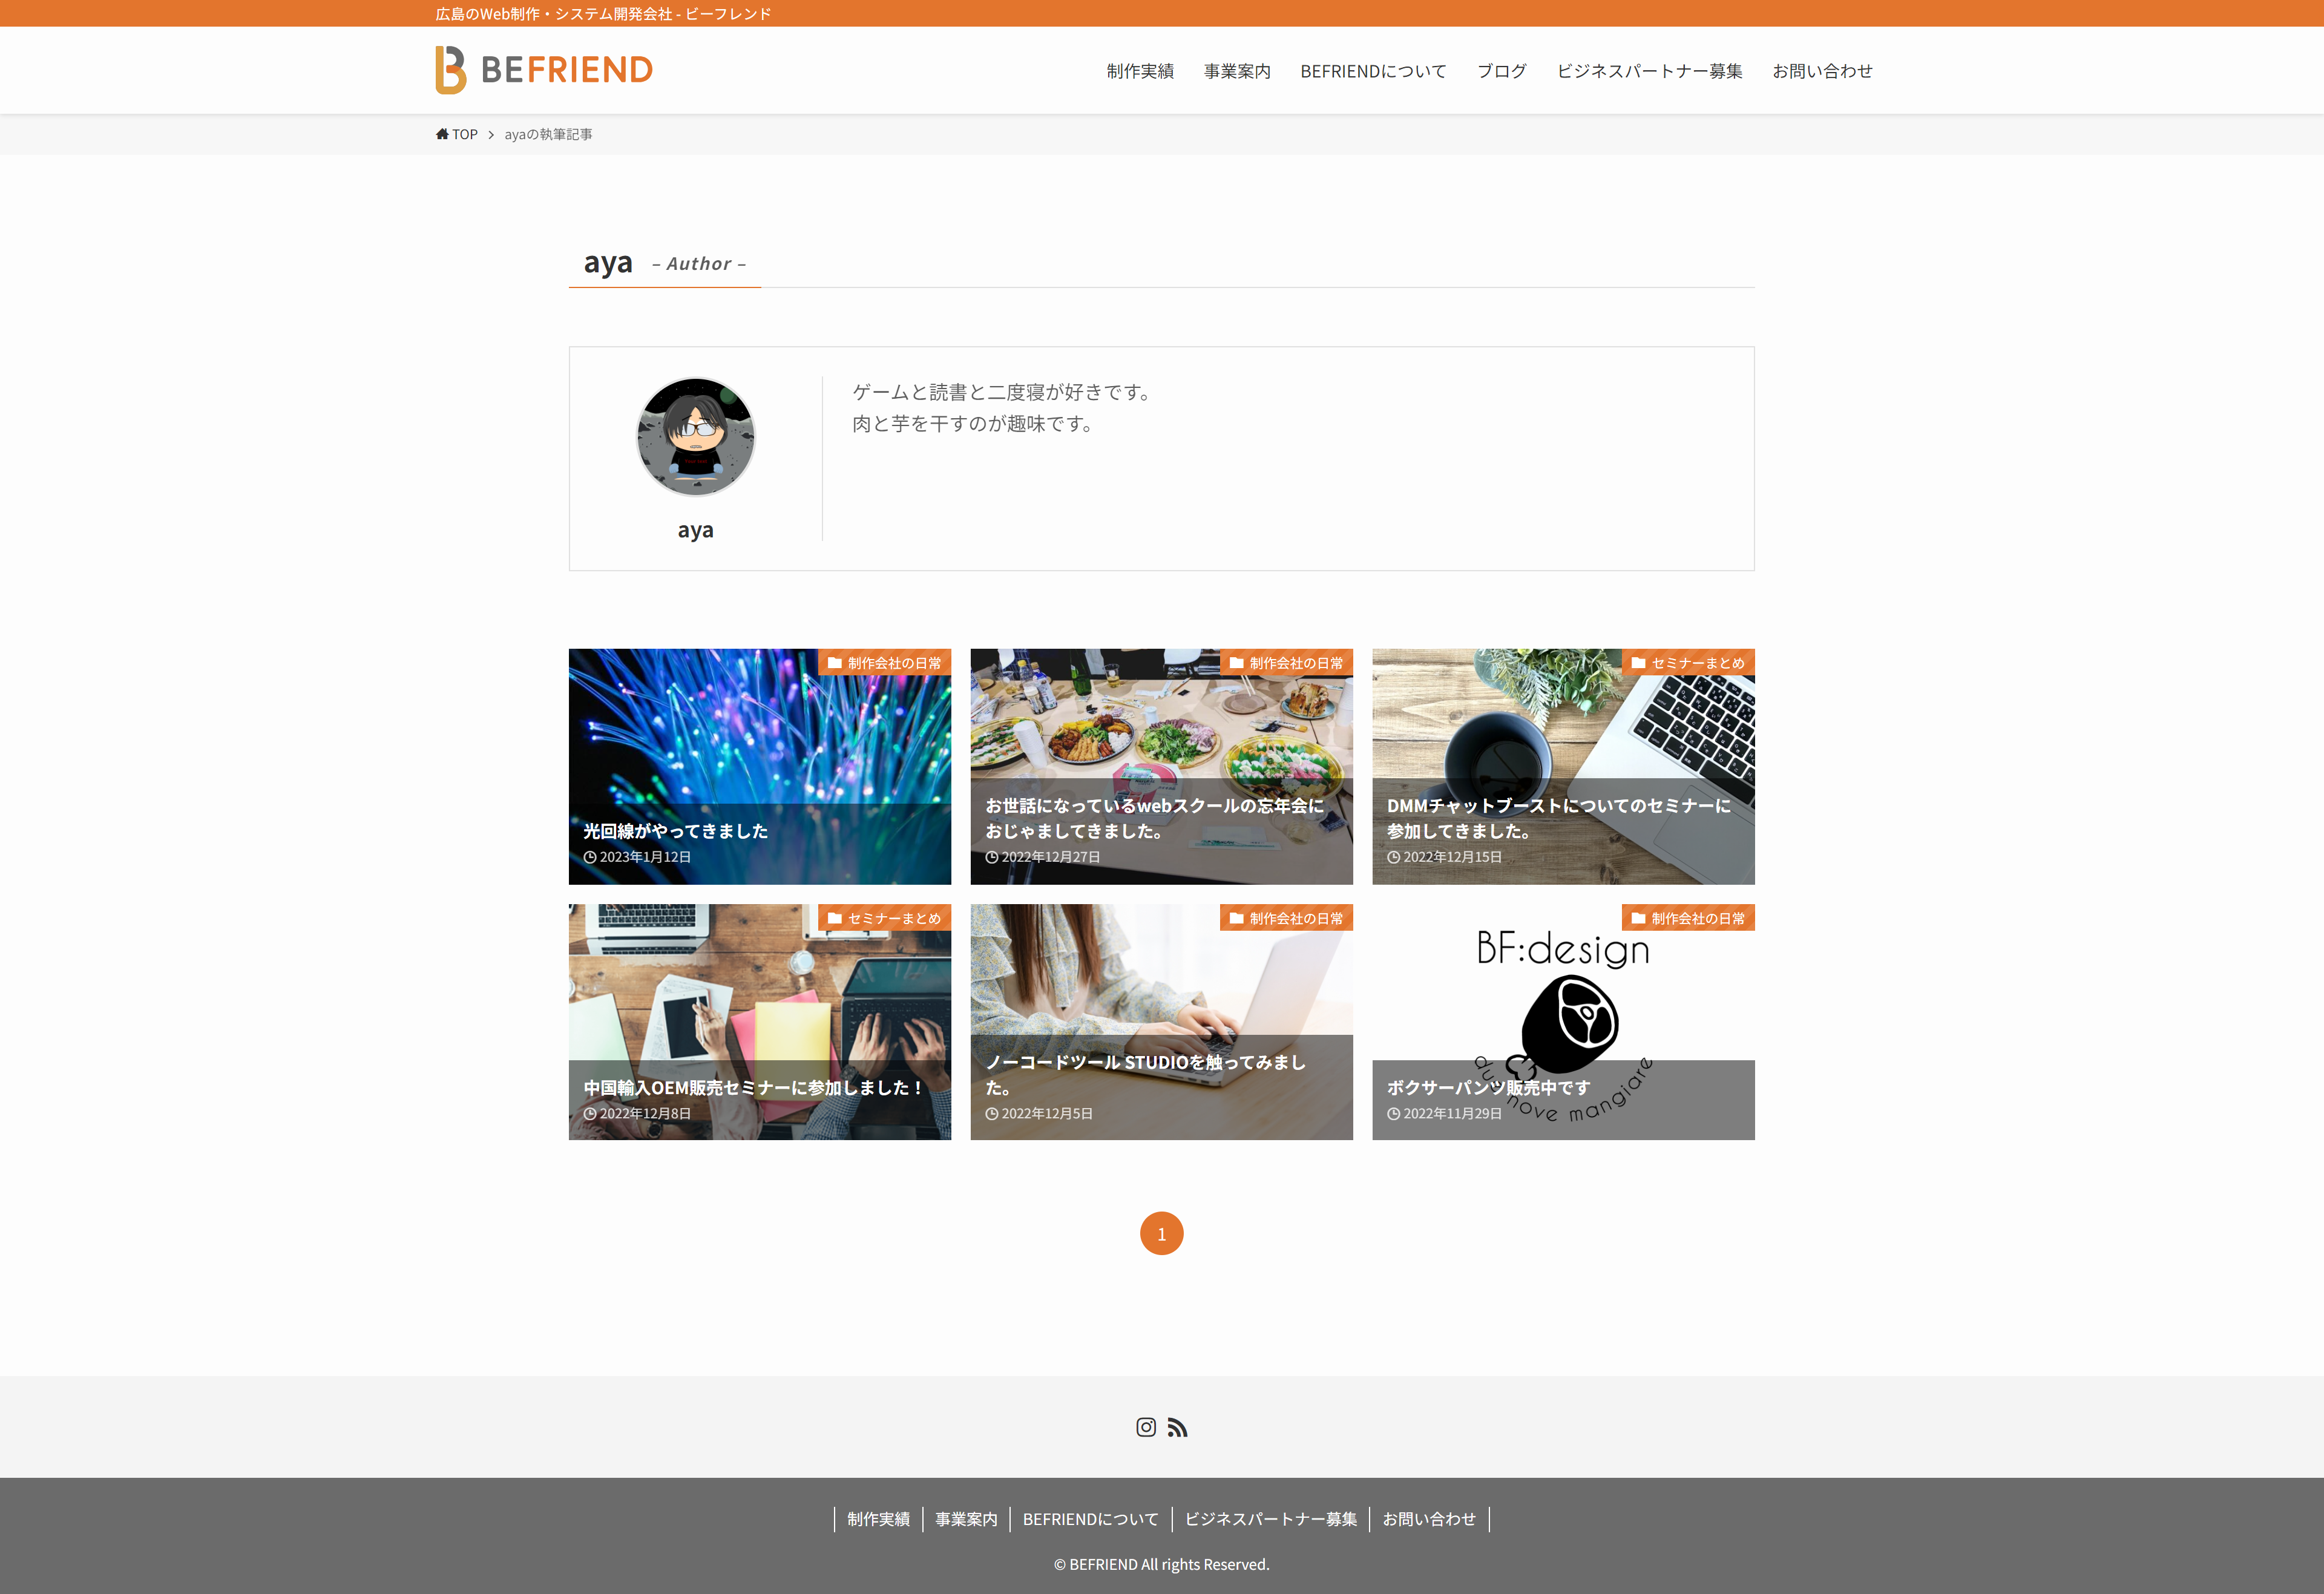 広島のWeb制作・システム開発会社 - ビーフレンド
BEFRIEND
制作実績 事業案内 BEFRIENDについて ブログ ビジネスパートナー募集 お問い合わせ
TOP > ayaの執筆記事
aya – Author –
ゲームと読書と二度寝が好きです。
肉と芋を干すのが趣味です。
aya
制作会社の日常
光回線がやってきました
2023年1月12日
制作会社の日常
お世話になっているwebスクールの忘年会に
おじゃましてきました。
2022年12月27日
セミナーまとめ
DMMチャットブーストについてのセミナーに
参加してきました。
2022年12月15日
セミナーまとめ
中国輸入OEM販売セミナーに参加しました！
2022年12月8日
制作会社の日常
ノーコードツール STUDIOを触ってみまし
た。
2022年12月5日
制作会社の日常
BF:design
ボクサーパンツ販売中です
2022年11月29日
nove mangiare
1
制作実績 事業案内 BEFRIENDについて ビジネスパートナー募集 お問い合わせ
© BEFRIEND All rights Reserved.